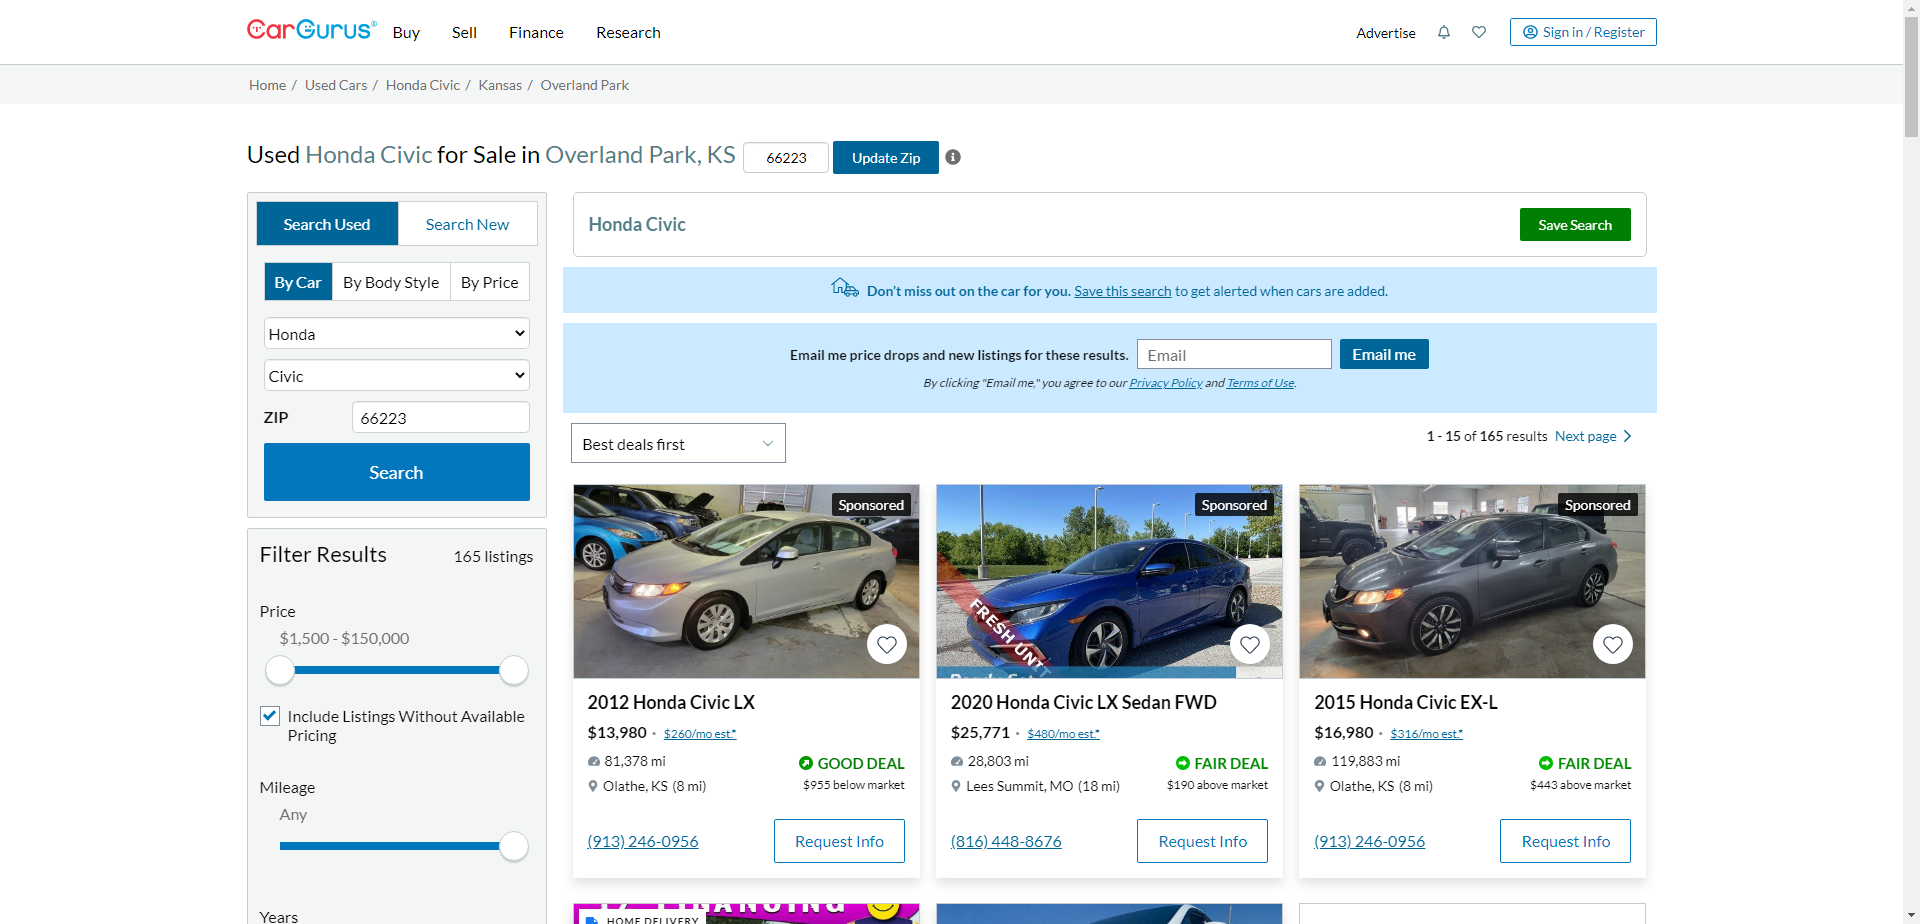 CarGurus
Buy
Sell
Finance
Research
Advertise
Sign in / Register
Home / Used Cars / Honda Civic / Kansas / Overland Park
Used Honda Civic for Sale in Overland Park, KS
66223
Update Zip
Search Used
Search New
By Car
By Body Style
By Price
Honda
Civic
ZIP
66223
Search
Filter Results
165 listings
Price
$1,500 - $150,000
Include Listings Without Available
Pricing
Mileage
Any
Years
Honda Civic
Save Search
Don't miss out on the car for you. Save this search to get alerted when cars are added.
Email me price drops and new listings for these results.
Email
Email me
By clicking "Email me," you agree to our Privacy Policy and Terms of Use.
Best deals first
1 - 15 of 165 results
Next page
Sponsored
2012 Honda Civic LX
$13,980 · $260/mo est.*
81,378 mi
GOOD DEAL
Olathe, KS (8 mi)
$955 below market
(913) 246-0956
Request Info
Sponsored
FRESH UNIT
2020 Honda Civic LX Sedan FWD
$25,771 · $480/mo est.*
28,803 mi
FAIR DEAL
Lees Summit, MO (18 mi)
$190 above market
(816) 448-8676
Request Info
Sponsored
2015 Honda Civic EX-L
$16,980 · $316/mo est.*
119,883 mi
FAIR DEAL
Olathe, KS (8 mi)
$443 above market
(913) 246-0956
Request Info
FINANCING
HOME DELIVERY